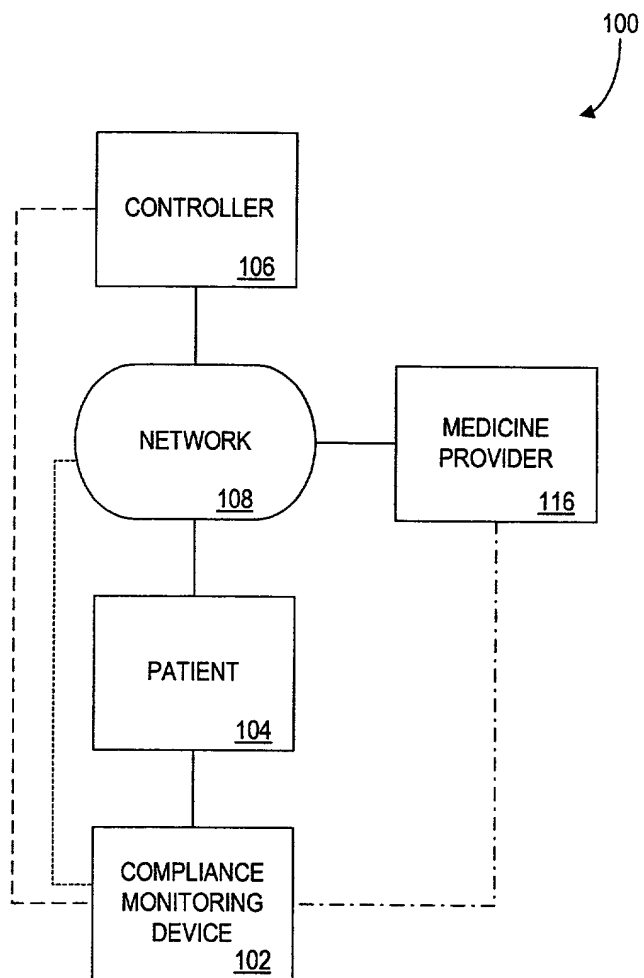 100
CONTROLLER
106
NETWORK
108
MEDICINE
PROVIDER
116
PATIENT
104
COMPLIANCE
MONITORING
DEVICE
102